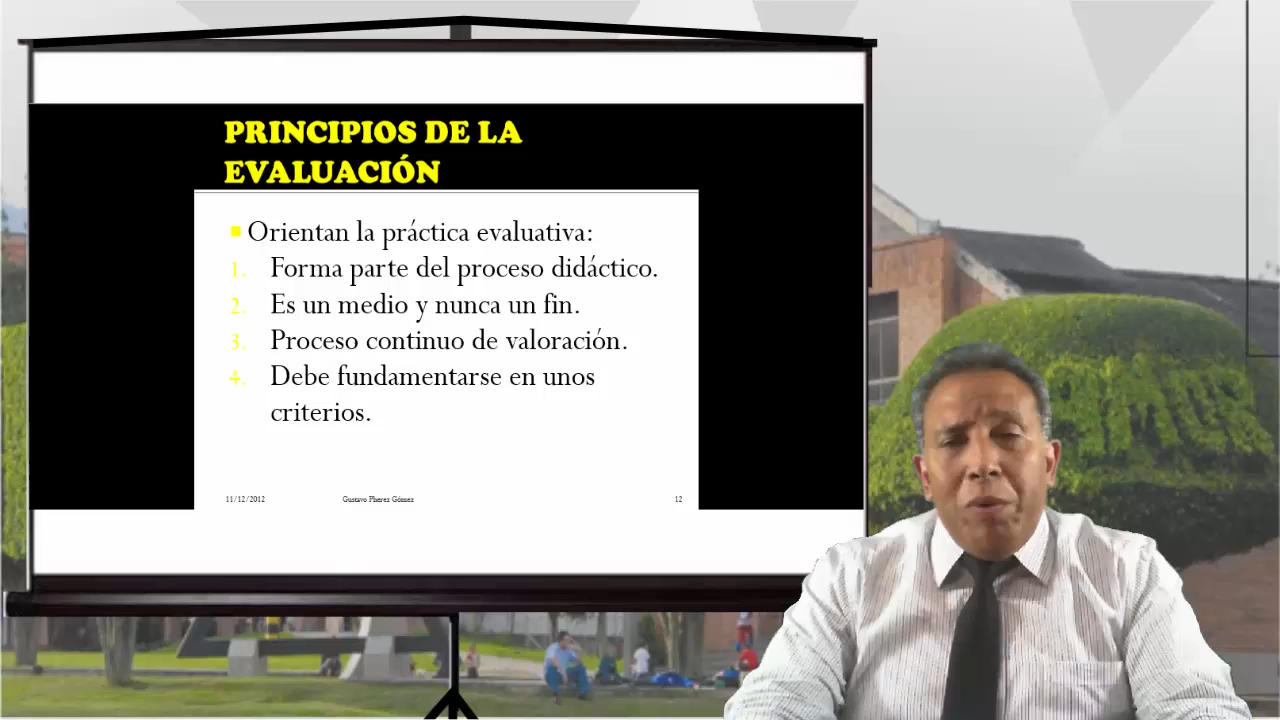 PRINCIPIOS DE LA
EVALUACIÓN
Orientan la práctica evaluativa:
1. Forma parte del proceso didáctico.
2. Es un medio y nunca un fin.
3. Proceso continuo de valoración.
4. Debe fundamentarse en unos
criterios.
11/12/2012 Gustavo Pherez Gómez 12